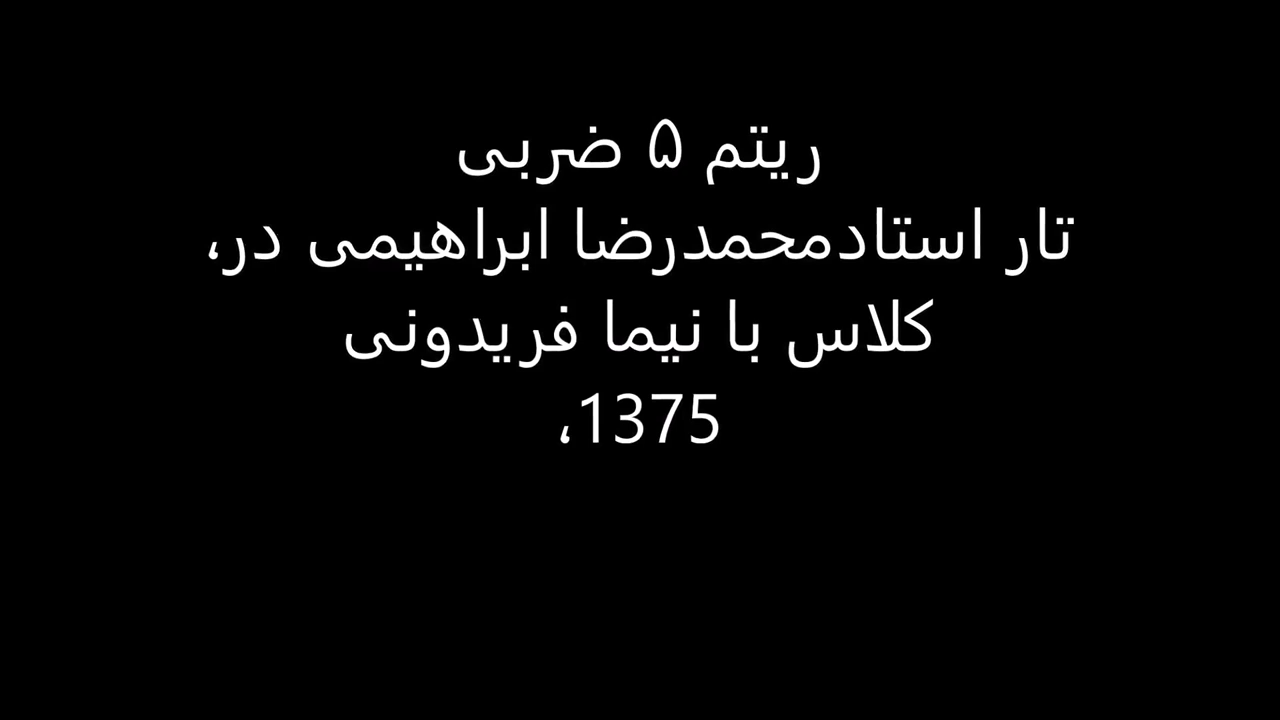 ریتم ۵ ضربی
تار استادمحمدرضا ابراهیمی در،
کلاس با نیما فریدونی
1375،